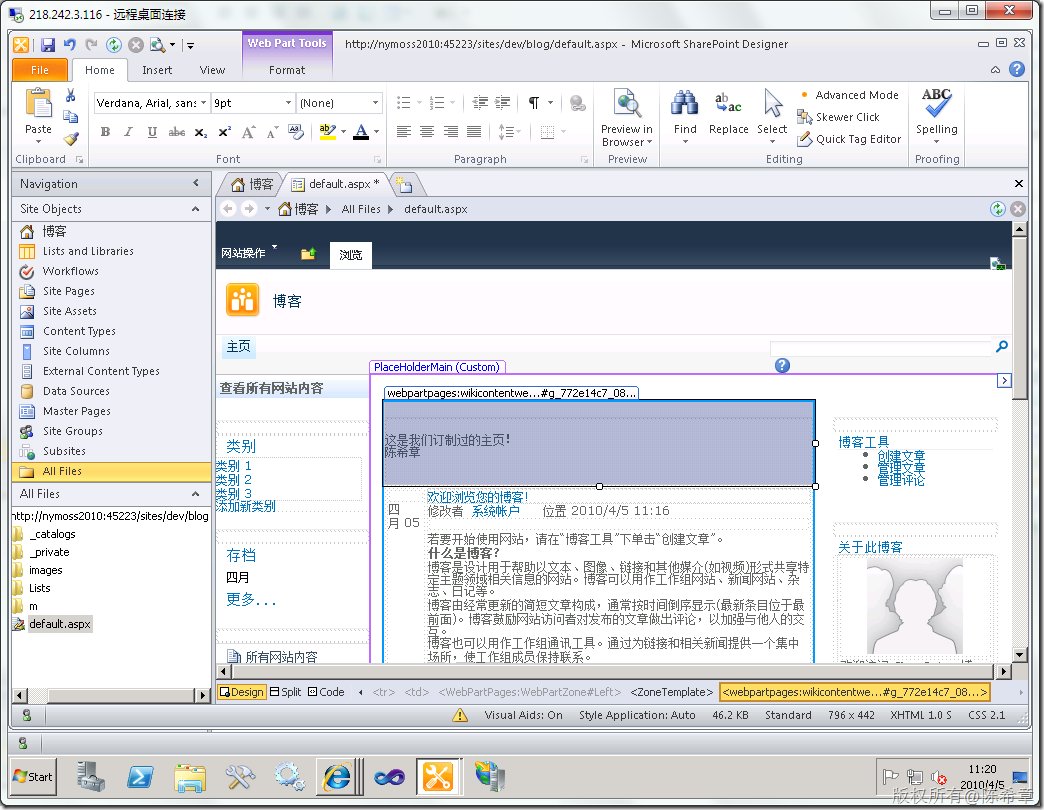 218.242.3.116 - 远程桌面连接
Web Part Tools
http://nymoss2010:45223/sites/dev/blog/default.aspx - Microsoft SharePoint Designer
File Home Insert View Format
Verdana, Arial, sans 9pt (None)
Paste
Clipboard
B I U abc X₂ X² A A ab A
Font
Paragraph
Preview in Browser
Preview
Find Replace Select
Advanced Mode
Skewer Click
Quick Tag Editor
Editing
ABC
Spelling
Proofing
Navigation
Site Objects
博客
Lists and Libraries
Workflows
Site Pages
Site Assets
Content Types
Site Columns
External Content Types
Data Sources
Master Pages
Site Groups
Subsites
All Files
All Files
http://nymoss2010:45223/sites/dev/blog
_catalogs
_private
images
Lists
m
default.aspx
博客 default.aspx *
博客 All Files default.aspx
网站操作 浏览
博客
主页
PlaceHolderMain (Custom)
查看所有网站内容
类别
类别 1
类别 2
类别 3
添加新类别
存档
四月
更多...
所有网站内容
webpartpages:wikicontentwe...#g_772e14c7_08...
这是我们订制过的主页！
陈希章
四月 05
欢迎浏览您的博客!
修改者 系统帐户 位置 2010/4/5 11:16
若要开始使用网站，请在“博客工具”下单击“创建文章”。
什么是博客?
博客是设计用于帮助以文本、图像、链接和其他媒介(如视频)形式共享特
定主题领域相关信息的网站。博客可以用作工作组网站、新闻网站、杂
志、日记等。
博客由经常更新的简短文章构成，通常按时间倒序显示(最新条目位于最
前面)。博客鼓励网站访问者对发布的文章做出评论，以加强与他人的交
互。
博客也可以用作工作组通讯工具。通过为链接和相关新闻提供一个集中
场所，使工作组成员保持联系。
博客工具
创建文章
管理文章
管理评论
关于此博客
Design Split Code <tr> <td> <WebPartPages:WebPartZone#Left> <ZoneTemplate> <webpartpages:wikicontentwe...#g_772e14c7_08...>
Visual Aids: On Style Application: Auto 46.2 KB Standard 796 x 442 XHTML 1.0 S CSS 2.1
Start
11:20
2010/4/5
版权所有@陈希章